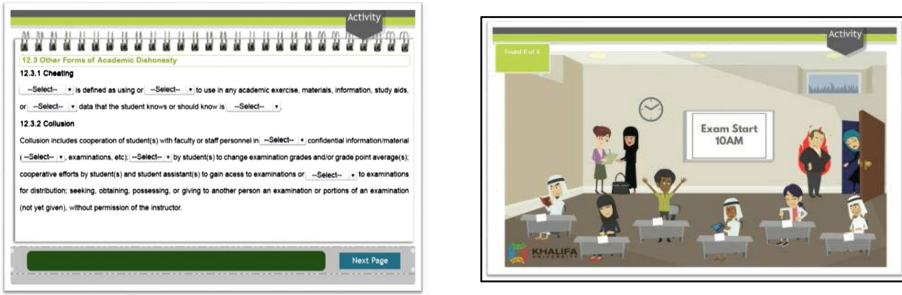 Activity
12.3 Other Forms of Academic Dishonesty
12.3.1 Cheating
--Select-- is defined as using or --Select-- to use in any academic exercise, materials, information, study aids,
or --Select-- data that the student knows or should know is --Select-- .
12.3.2 Collusion
Collusion includes cooperation of student(s) with faculty or staff personnel in --Select-- confidential information/material
( --Select-- , examinations, etc); --Select-- by student(s) to change examination grades and/or grade point average(s);
cooperative efforts by student(s) and student assistant(s) to gain acess to examinations or --Select-- to examinations
for distribution; seeking, obtaining, possessing, or giving to another person an examination or portions of an examination
(not yet given), without permission of the instructor.
Next Page
Activity
Found 0 of 6
Exam Start
10AM
KHALIFA
UNIVERSITY